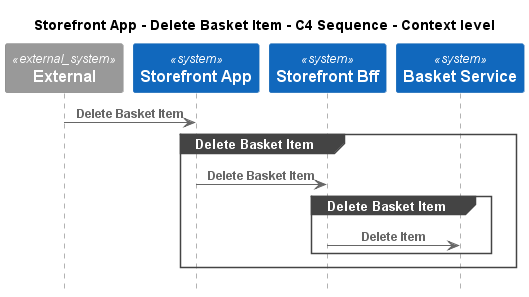 Storefront App - Delete Basket Item - C4 Sequence - Context level
«external_system»
External
«system»
Storefront App
«system»
Storefront Bff
«system»
Basket Service
Delete Basket Item
Delete Basket Item
Delete Basket Item
Delete Basket Item
Delete Item